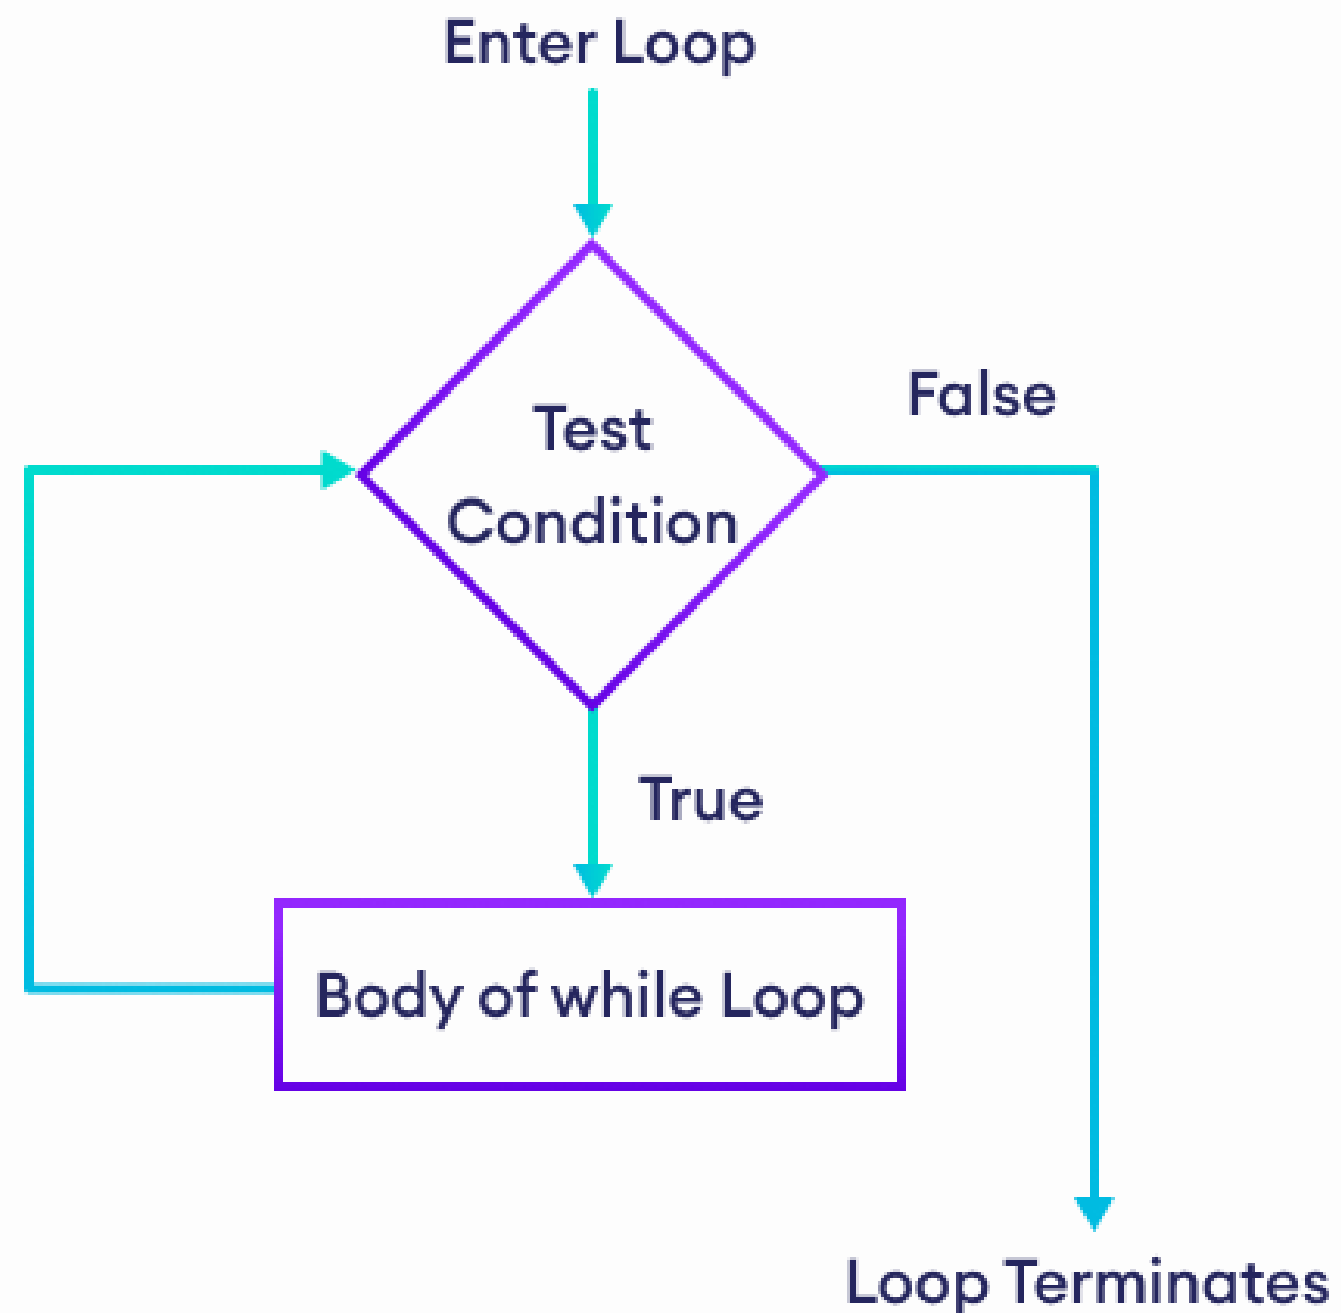 Enter Loop
Test
Condition
False
True
Body of while Loop
Loop Terminates